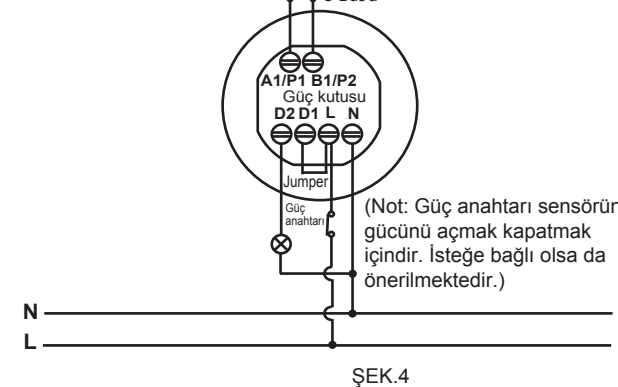 A1/P1 B1/P2
Güç kutusu
D2 D1 L N
Jumper
Güç
anahtarı
(Not: Güç anahtarı sensörün
gücünü açmak kapatmak
içindir. İsteğe bağlı olsa da
önerilmektedir.)
N
L
ŞEK.4